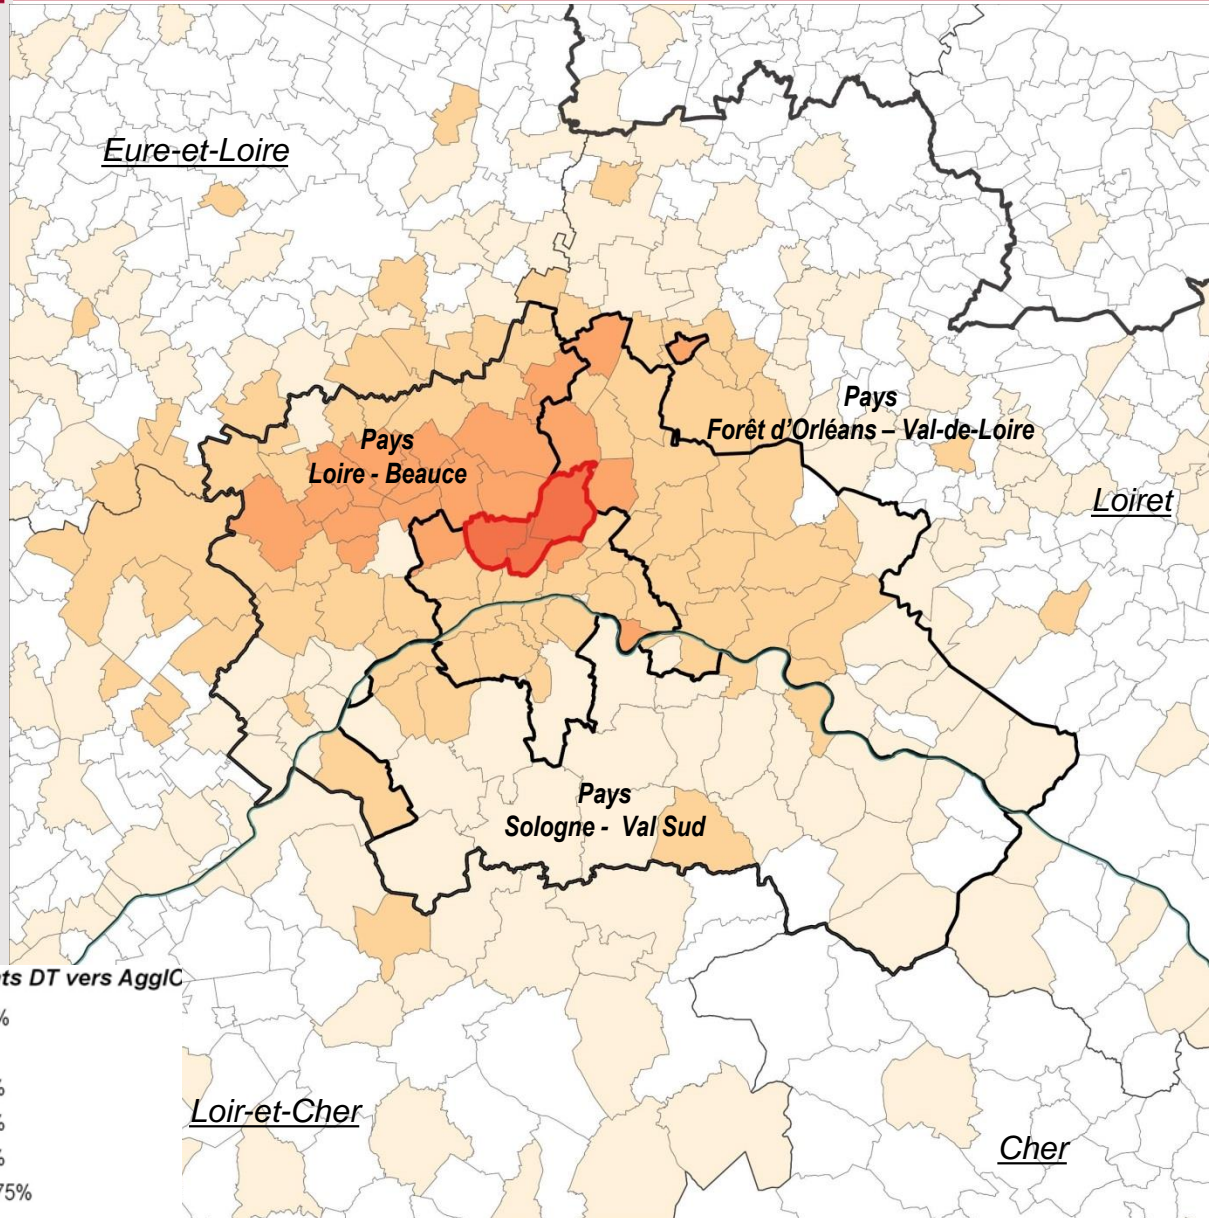 Eure-et-Loire
Pays
Loire - Beauce
Pays
Forêt d'Orléans – Val-de-Loire
Loiret
Pays
Sologne - Val Sud
ts DT vers Aggl
%
%
%
%
75%
Loir-et-Cher
Cher